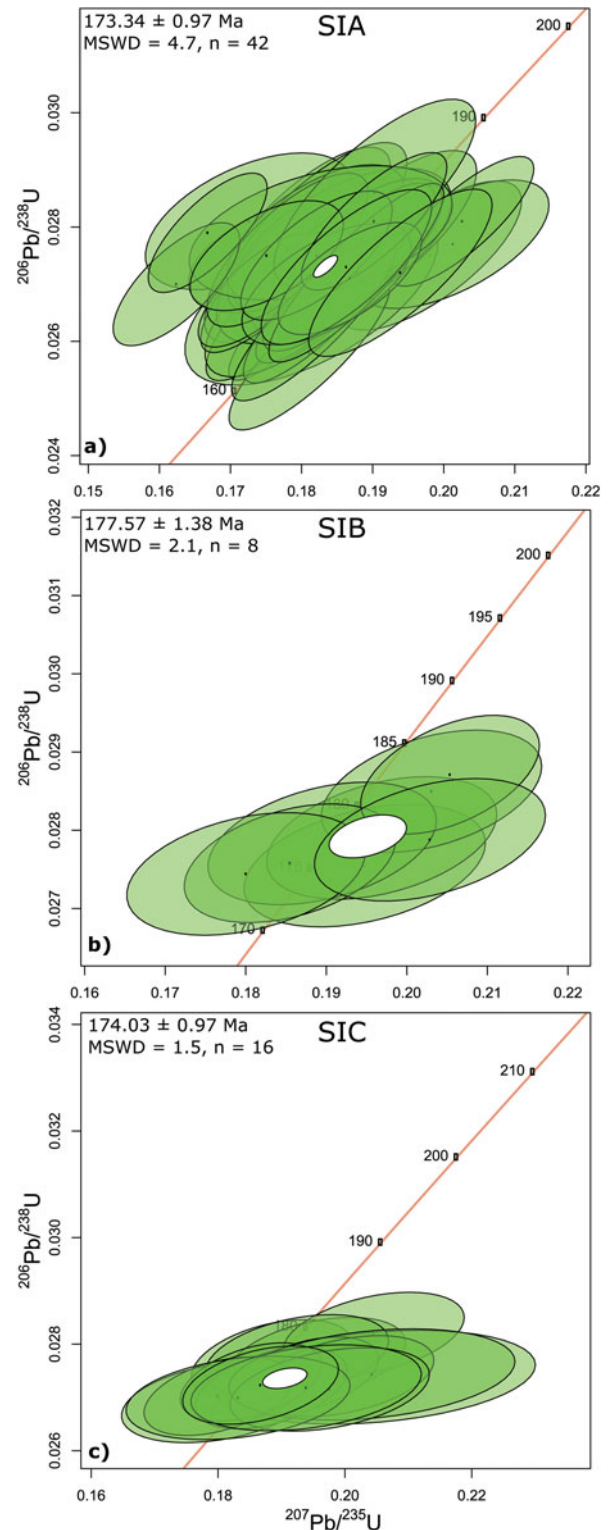 173.34 ± 0.97 Ma
MSWD = 4.7, n = 42
SIA
200
190
160
0.030
0.028
0.026
0.024
206Pb/238U
a)
0.15 0.16 0.17 0.18 0.19 0.20 0.21 0.22
177.57 ± 1.38 Ma
MSWD = 2.1, n = 8
SIB
200
195
190
185
180
175
170
0.032
0.031
0.030
0.029
0.028
0.027
206Pb/238U
b)
0.16 0.17 0.18 0.19 0.20 0.21 0.22
174.03 ± 0.97 Ma
MSWD = 1.5, n = 16
SIC
210
200
190
180
0.034
0.032
0.030
0.028
0.026
206Pb/238U
c)
0.16 0.18 0.20 0.22
207Pb/235U